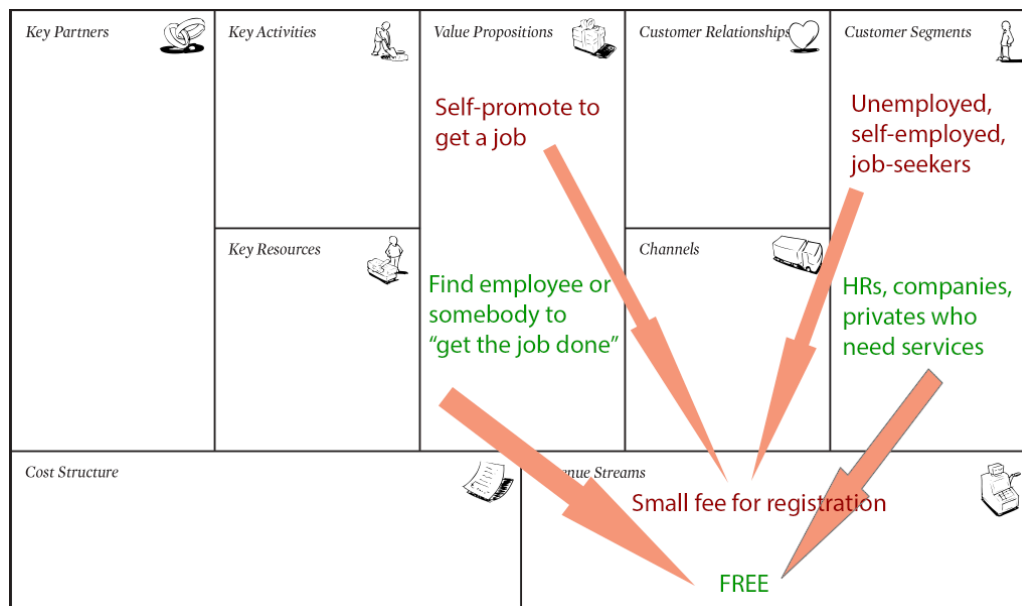 Key Partners
Key Activities
Value Propositions
Customer Relationships
Customer Segments
Self-promote to
get a job
Unemployed,
self-employed,
job-seekers
Key Resources
Channels
Find employee or
somebody to
“get the job done”
HRs, companies,
privates who
need services
Cost Structure
enue Streams
Small fee for registration
FREE